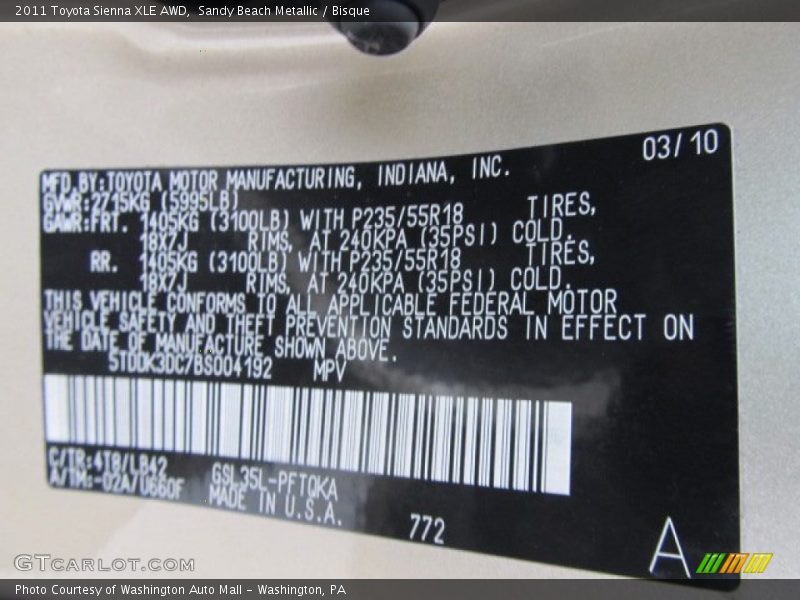 2011 Toyota Sienna XLE AWD,  Sandy Beach Metallic / Bisque
03/10
MFD.BY:TOYOTA MOTOR MANUFACTURING, INDIANA, INC.
GVWR:2715KG (5995LB)
GAWR:FRT. 1405KG (3100LB) WITH P235/55R18 TIRES,
18X7J RIMS, AT 240KPA (35PSI) COLD.
RR. 1405KG (3100LB) WITH P235/55R18 TIRES,
18X7J RIMS, AT 240KPA (35PSI) COLD.
THIS VEHICLE CONFORMS TO ALL APPLICABLE FEDERAL MOTOR
VEHICLE SAFETY AND THEFT PREVENTION STANDARDS IN EFFECT ON
THE DATE OF MANUFACTURE SHOWN ABOVE.
5TDDK3DC7BS004192 MPV
C/TR:4T8/LB42
A/TM:-02A/U660F
GSL35L-PFTQKA
MADE IN U.S.A.
772
A
GTCARLOT.COM
Photo Courtesy of Washington Auto Mall - Washington, PA